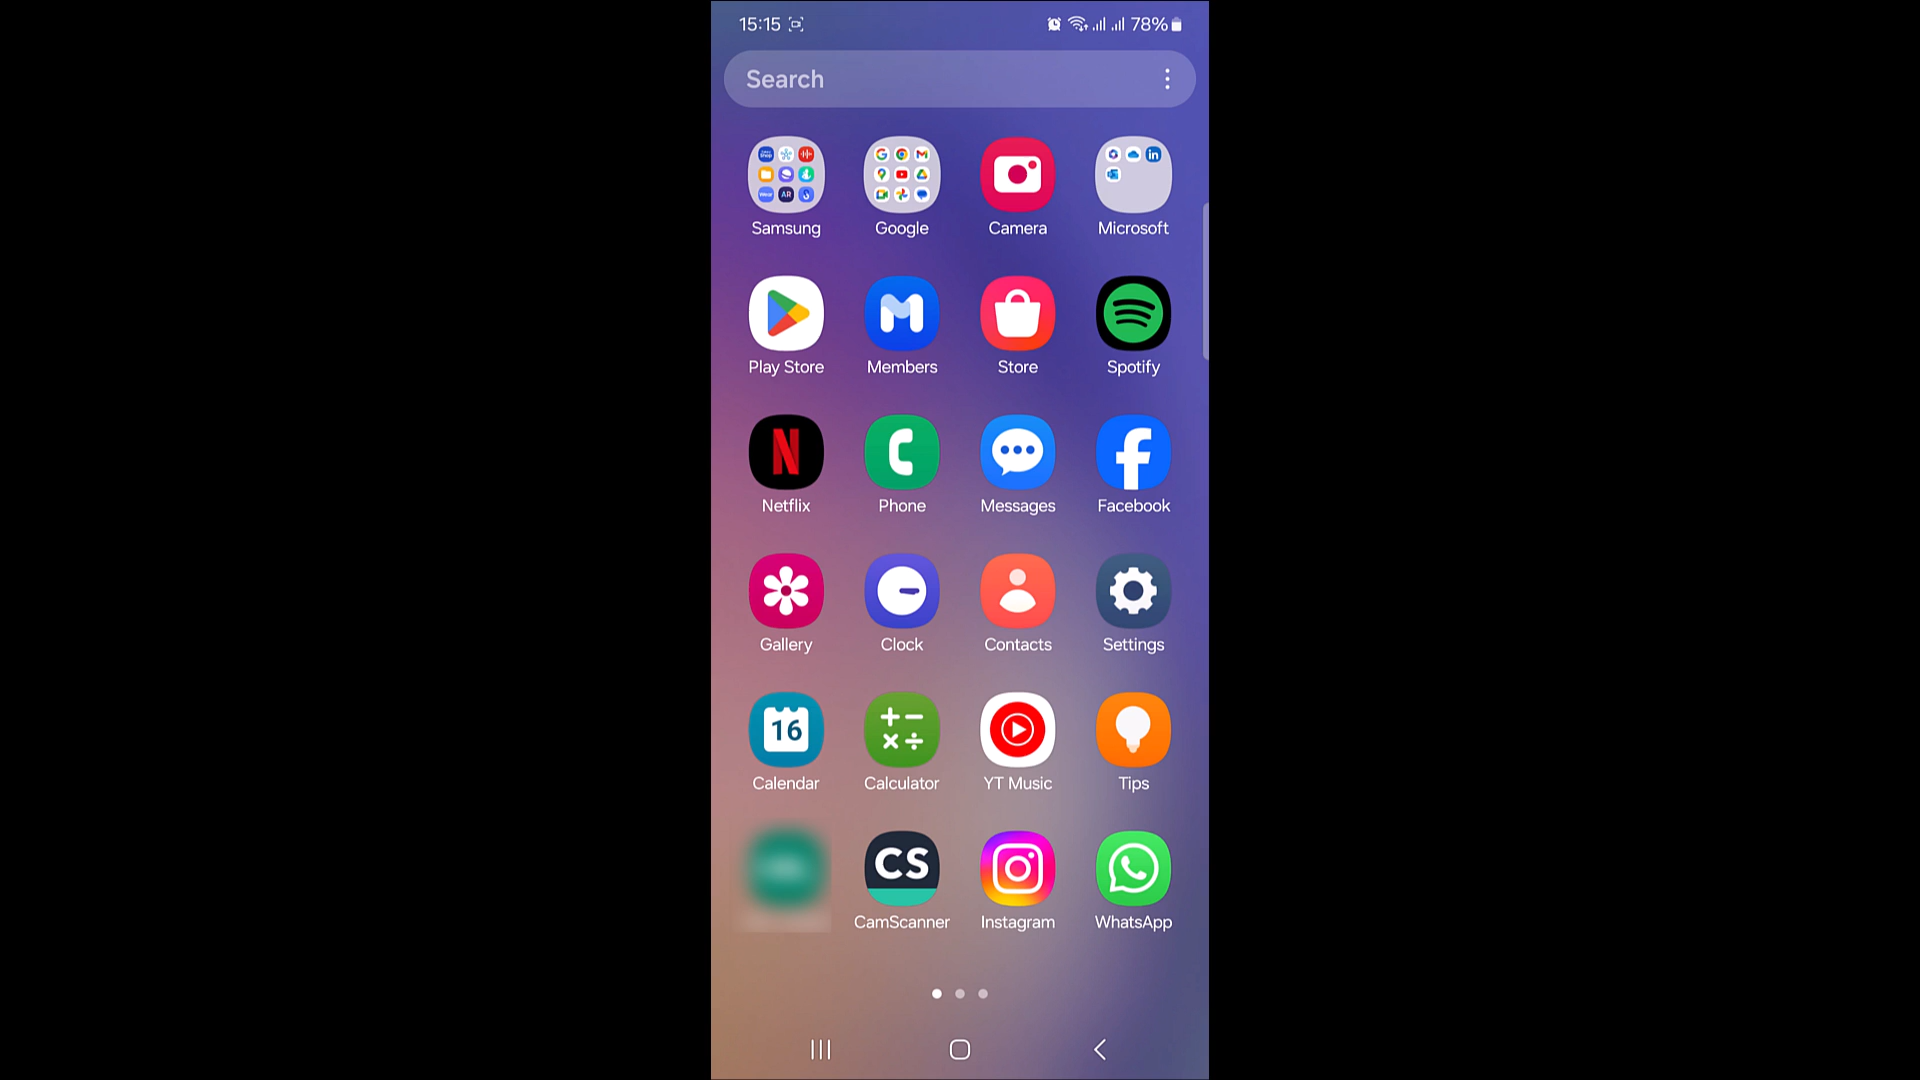 15:15 78%
Search
Samsung Google Camera Microsoft
Play Store Members Store Spotify
Netflix Phone Messages Facebook
Gallery Clock Contacts Settings
16
Calendar Calculator YT Music Tips
CS
CamScanner Instagram WhatsApp